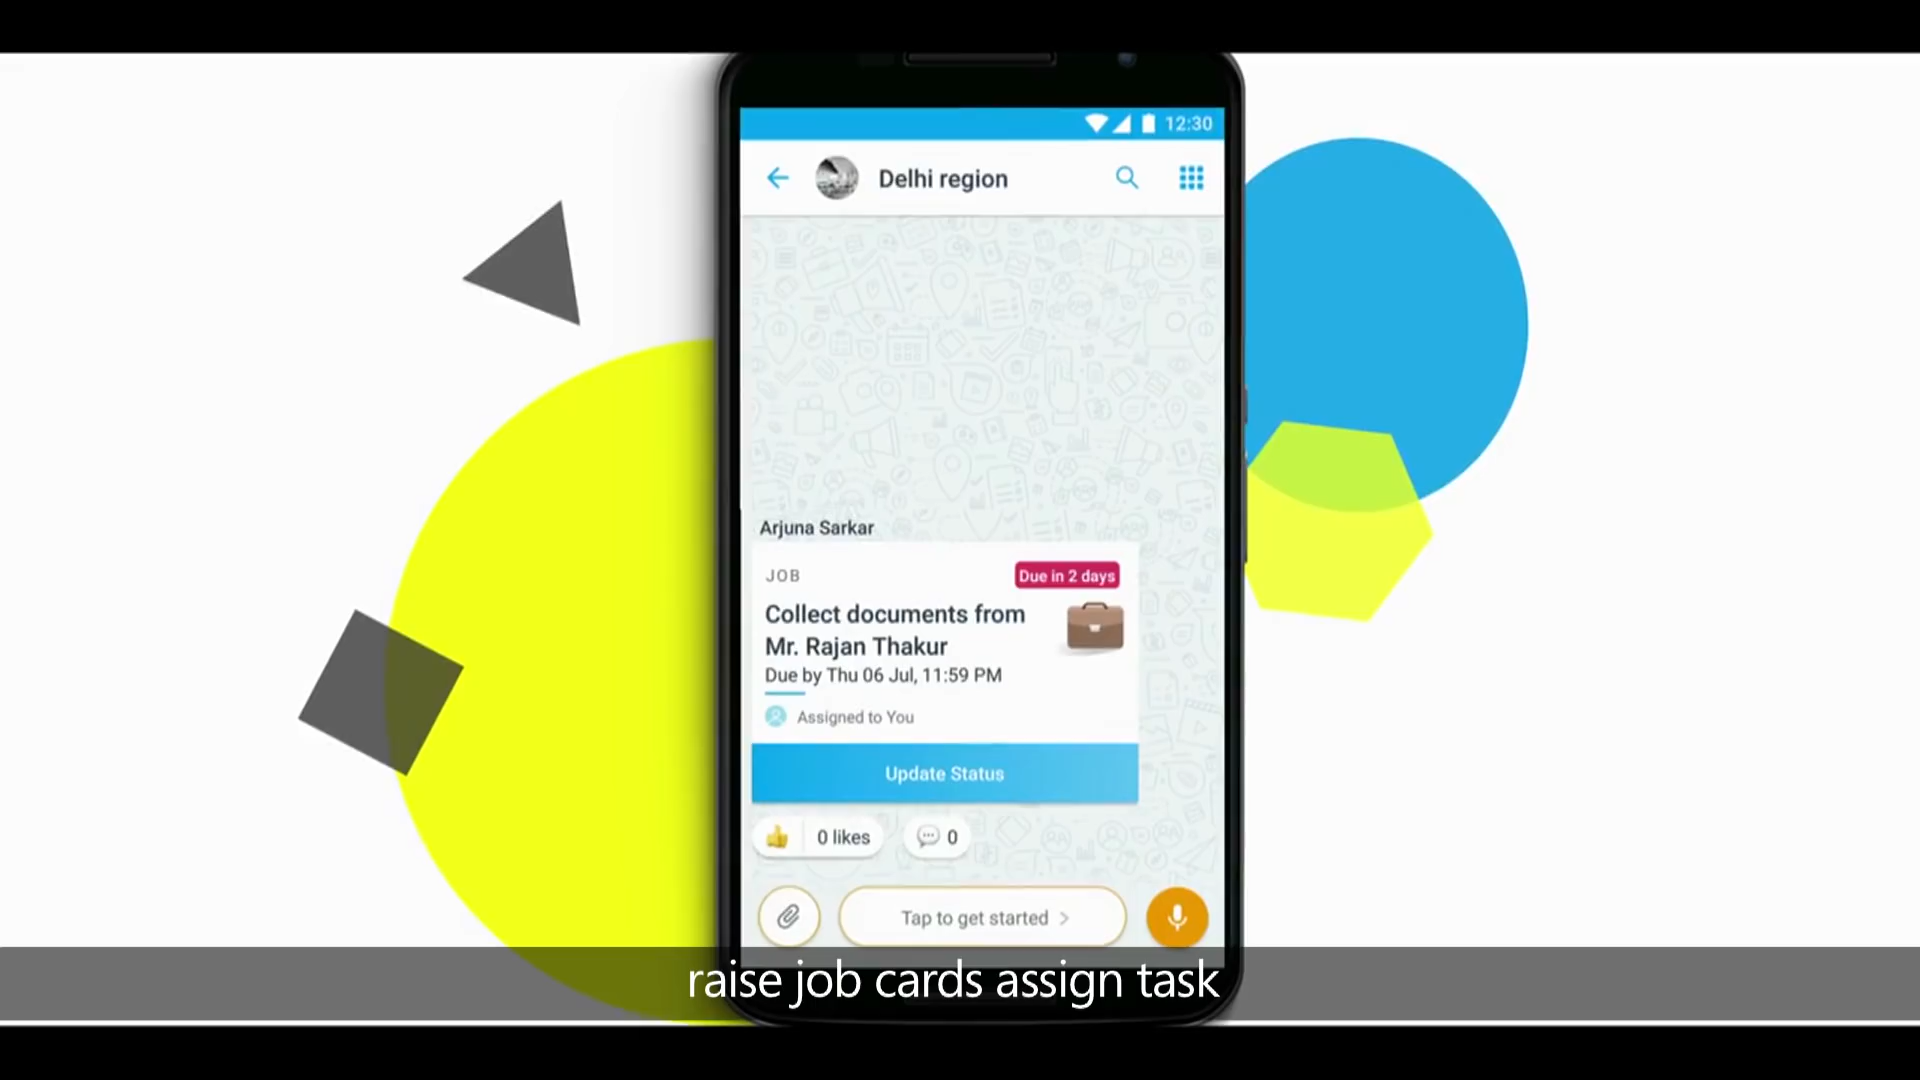 12:30
Delhi region
Arjuna Sarkar
JOB
Due in 2 days
Collect documents from
Mr. Rajan Thakur
Due by Thu 06 Jul, 11:59 PM
Assigned to You
Update Status
0 likes
0
Tap to get started >
raise job cards assign task